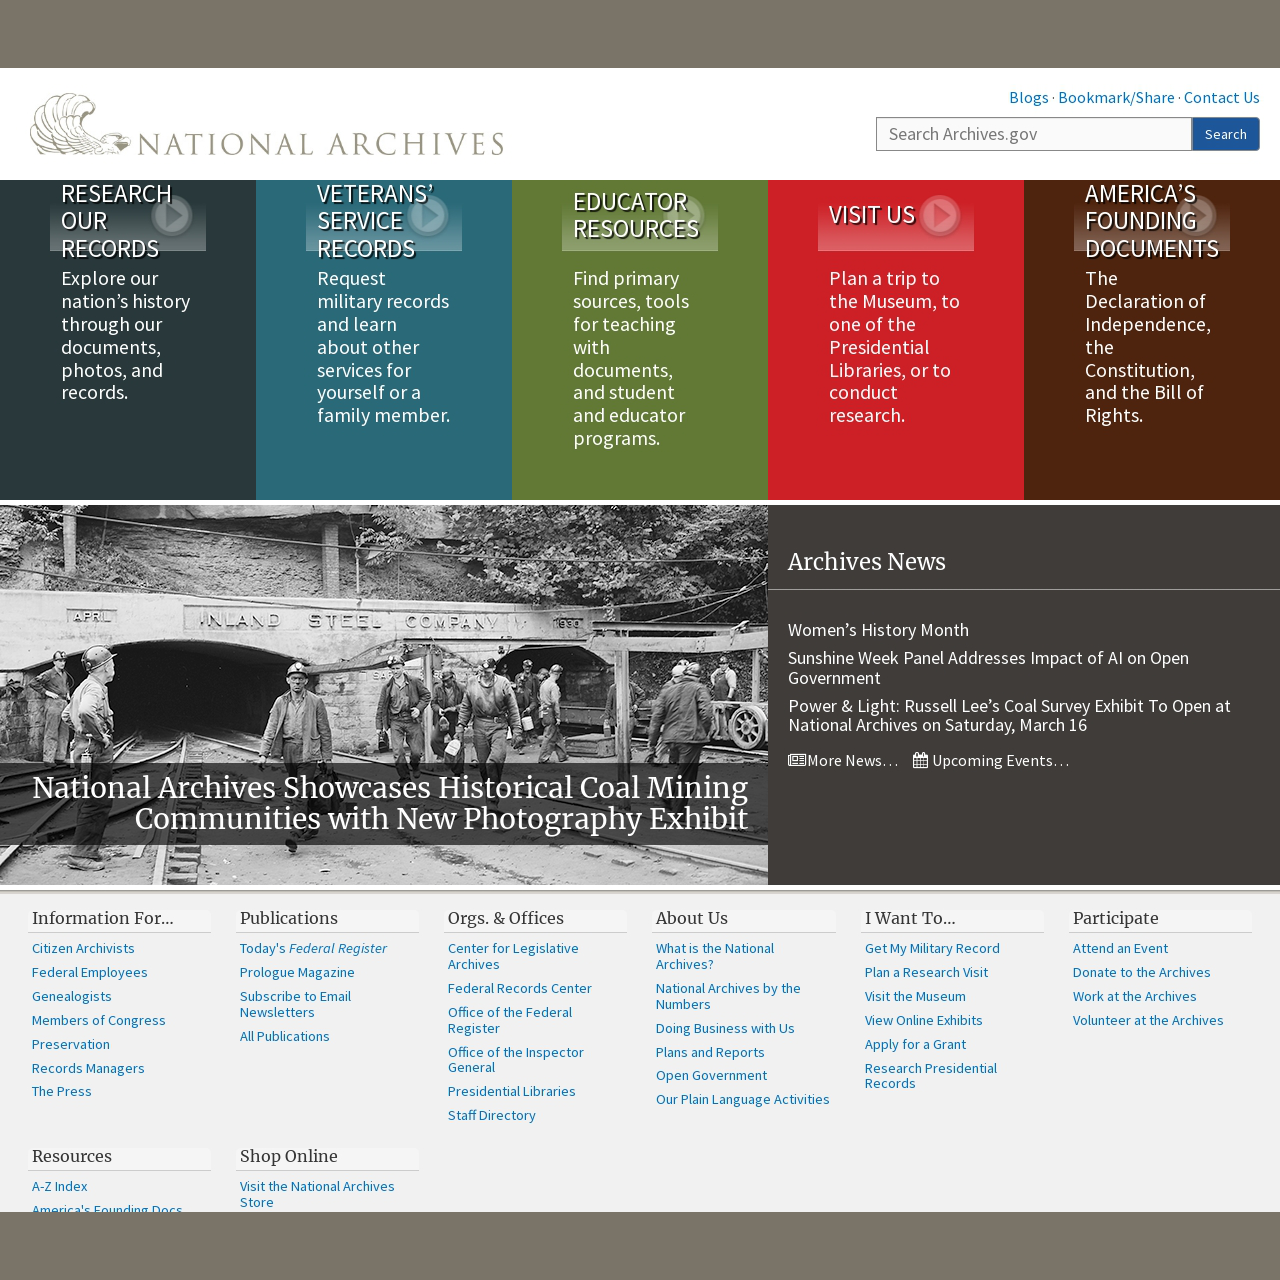 Blogs · Bookmark/Share · Contact Us
NATIONAL ARCHIVES
Search Archives.gov
Search
RESEARCH
OUR
RECORDS
Explore our
nation’s history
through our
documents,
photos, and
records.
VETERANS’
SERVICE
RECORDS
Request
military records
and learn
about other
services for
yourself or a
family member.
EDUCATOR
RESOURCES
Find primary
sources, tools
for teaching
with
documents,
and student
and educator
programs.
VISIT US
Plan a trip to
the Museum, to
one of the
Presidential
Libraries, or to
conduct
research.
AMERICA’S
FOUNDING
DOCUMENTS
The
Declaration of
Independence,
the
Constitution,
and the Bill of
Rights.
APRIL
INLAND STEEL COMPANY
1930
National Archives Showcases Historical Coal Mining
Communities with New Photography Exhibit
Archives News
Women’s History Month
Sunshine Week Panel Addresses Impact of AI on Open
Government
Power & Light: Russell Lee’s Coal Survey Exhibit To Open at
National Archives on Saturday, March 16
More News… Upcoming Events…
Information For…
Citizen Archivists
Federal Employees
Genealogists
Members of Congress
Preservation
Records Managers
The Press
Publications
Today's Federal Register
Prologue Magazine
Subscribe to Email
Newsletters
All Publications
Orgs. & Offices
Center for Legislative
Archives
Federal Records Center
Office of the Federal
Register
Office of the Inspector
General
Presidential Libraries
Staff Directory
About Us
What is the National
Archives?
National Archives by the
Numbers
Doing Business with Us
Plans and Reports
Open Government
Our Plain Language Activities
I Want To…
Get My Military Record
Plan a Research Visit
Visit the Museum
View Online Exhibits
Apply for a Grant
Research Presidential
Records
Participate
Attend an Event
Donate to the Archives
Work at the Archives
Volunteer at the Archives
Resources
A-Z Index
America's Founding Docs
Shop Online
Visit the National Archives
Store